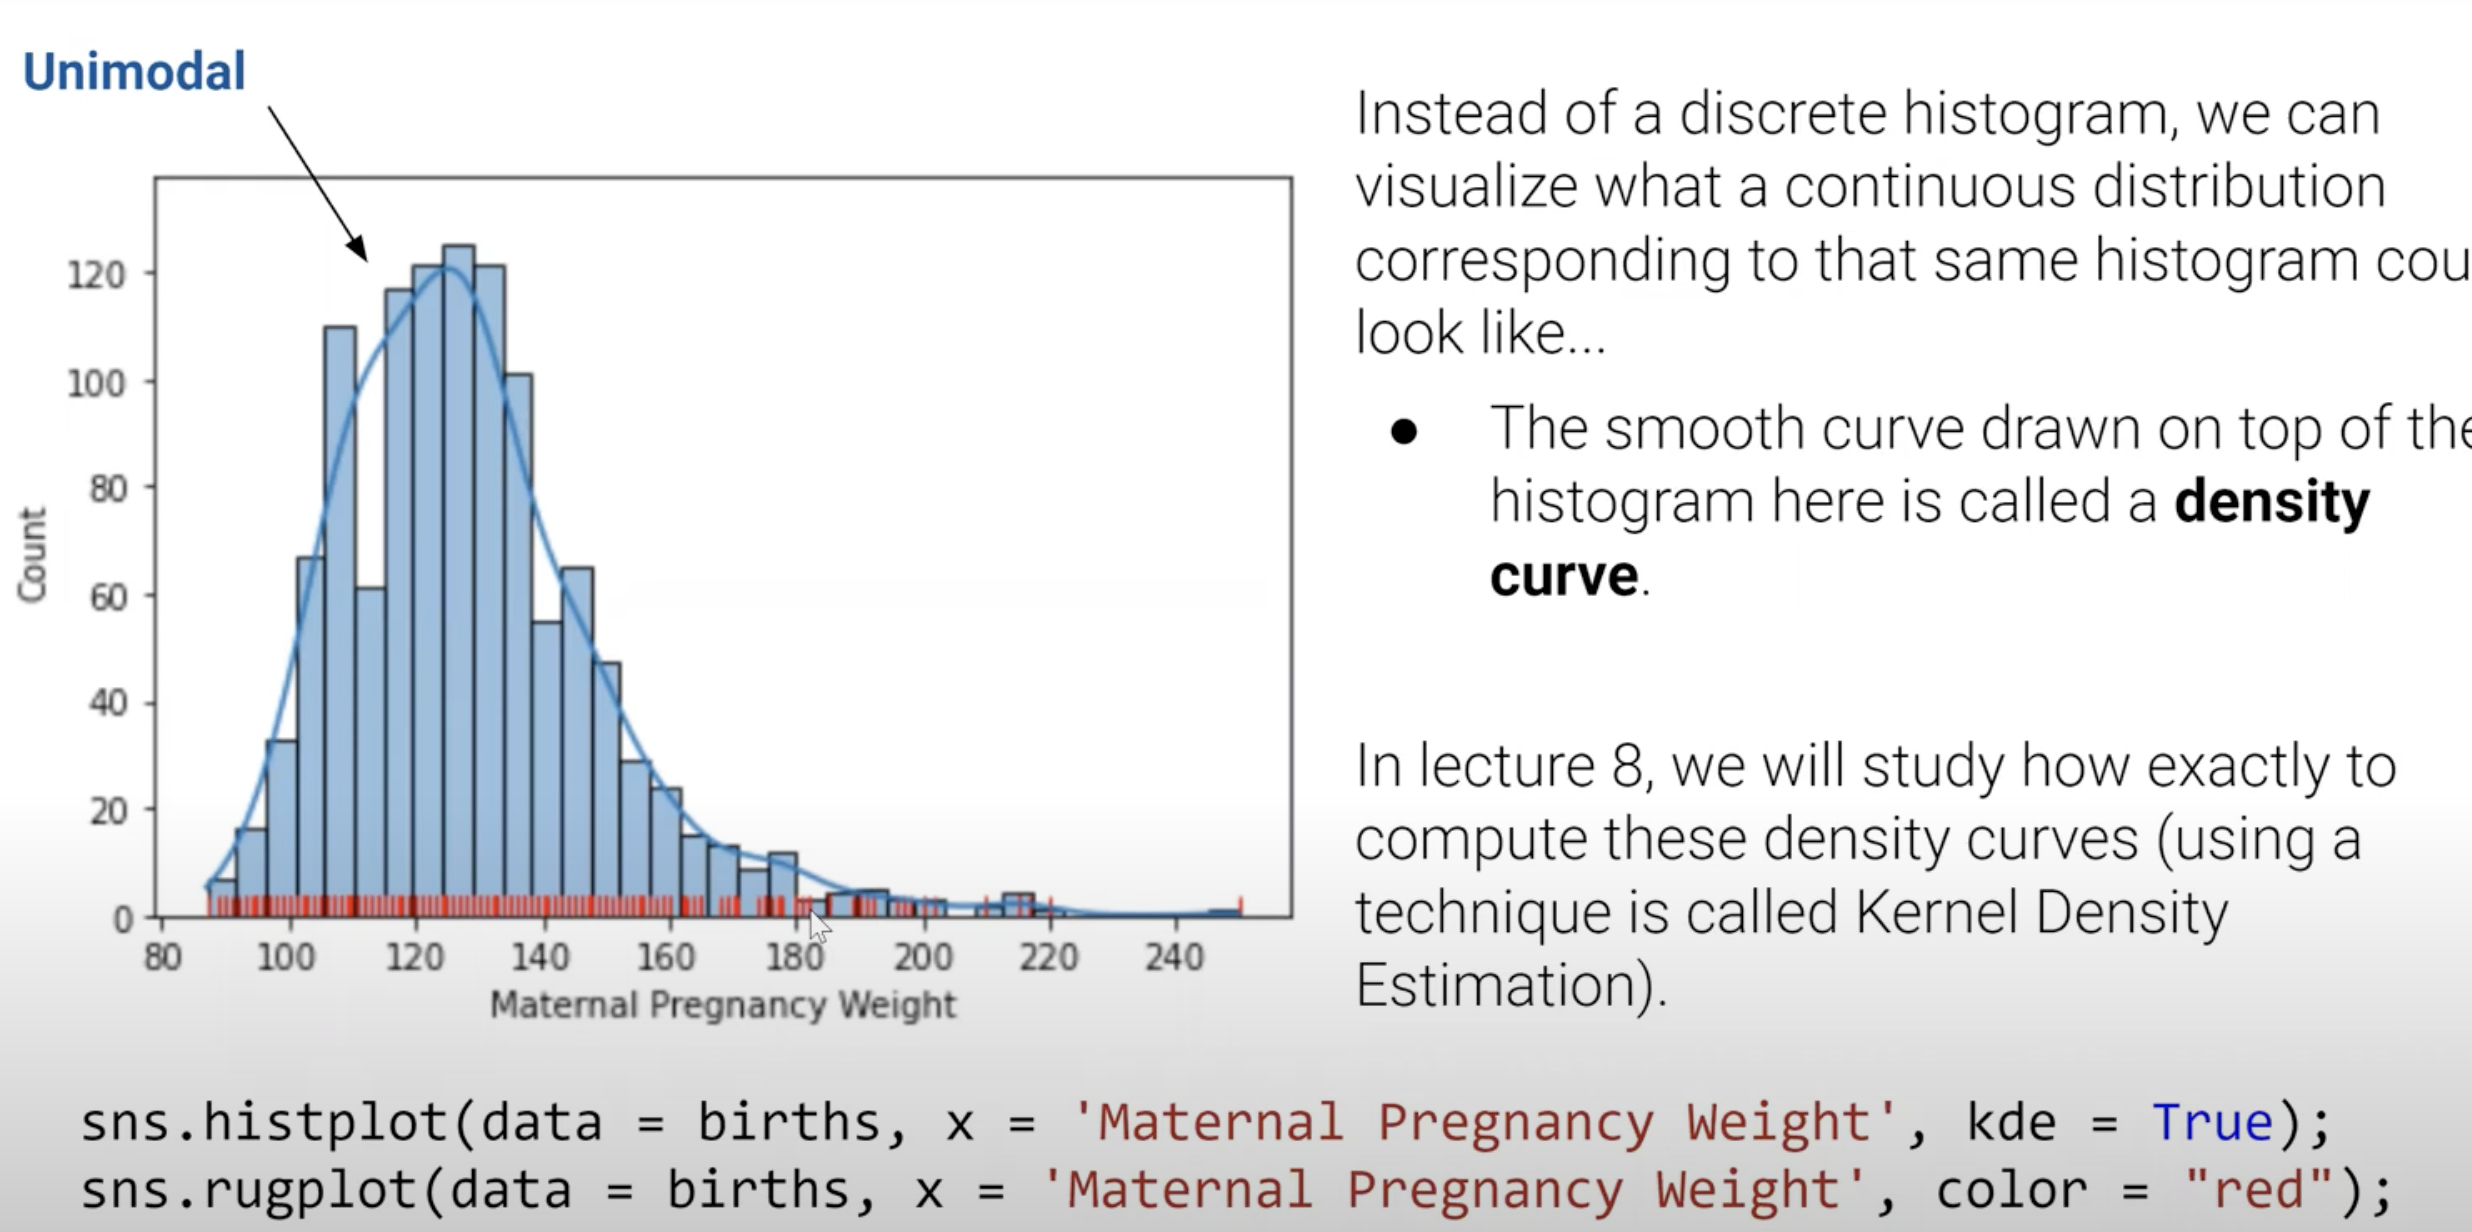 Unimodal
120
100
80
60
40
20
0
Count
80 100 120 140 160 180 200 220 240
Maternal Pregnancy Weight
Instead of a discrete histogram, we can
visualize what a continuous distribution
corresponding to that same histogram cou
look like...
● The smooth curve drawn on top of the
histogram here is called a density
curve.
In lecture 8, we will study how exactly to
compute these density curves (using a
technique is called Kernel Density
Estimation).
sns.histplot(data = births, x = 'Maternal Pregnancy Weight', kde = True);
sns.rugplot(data = births, x = 'Maternal Pregnancy Weight', color = "red");